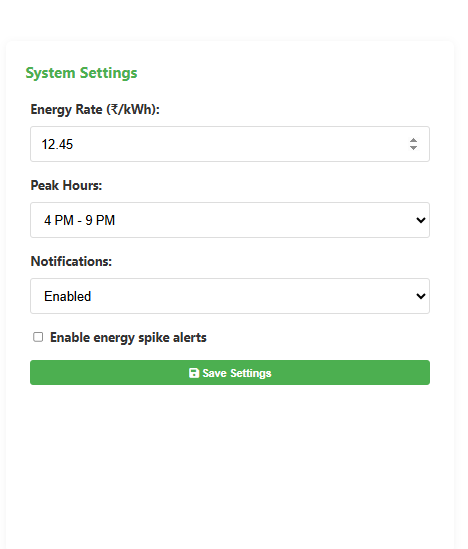 System Settings
Energy Rate (₹/kWh):
12.45
Peak Hours:
4 PM - 9 PM
Notifications:
Enabled
Enable energy spike alerts
Save Settings